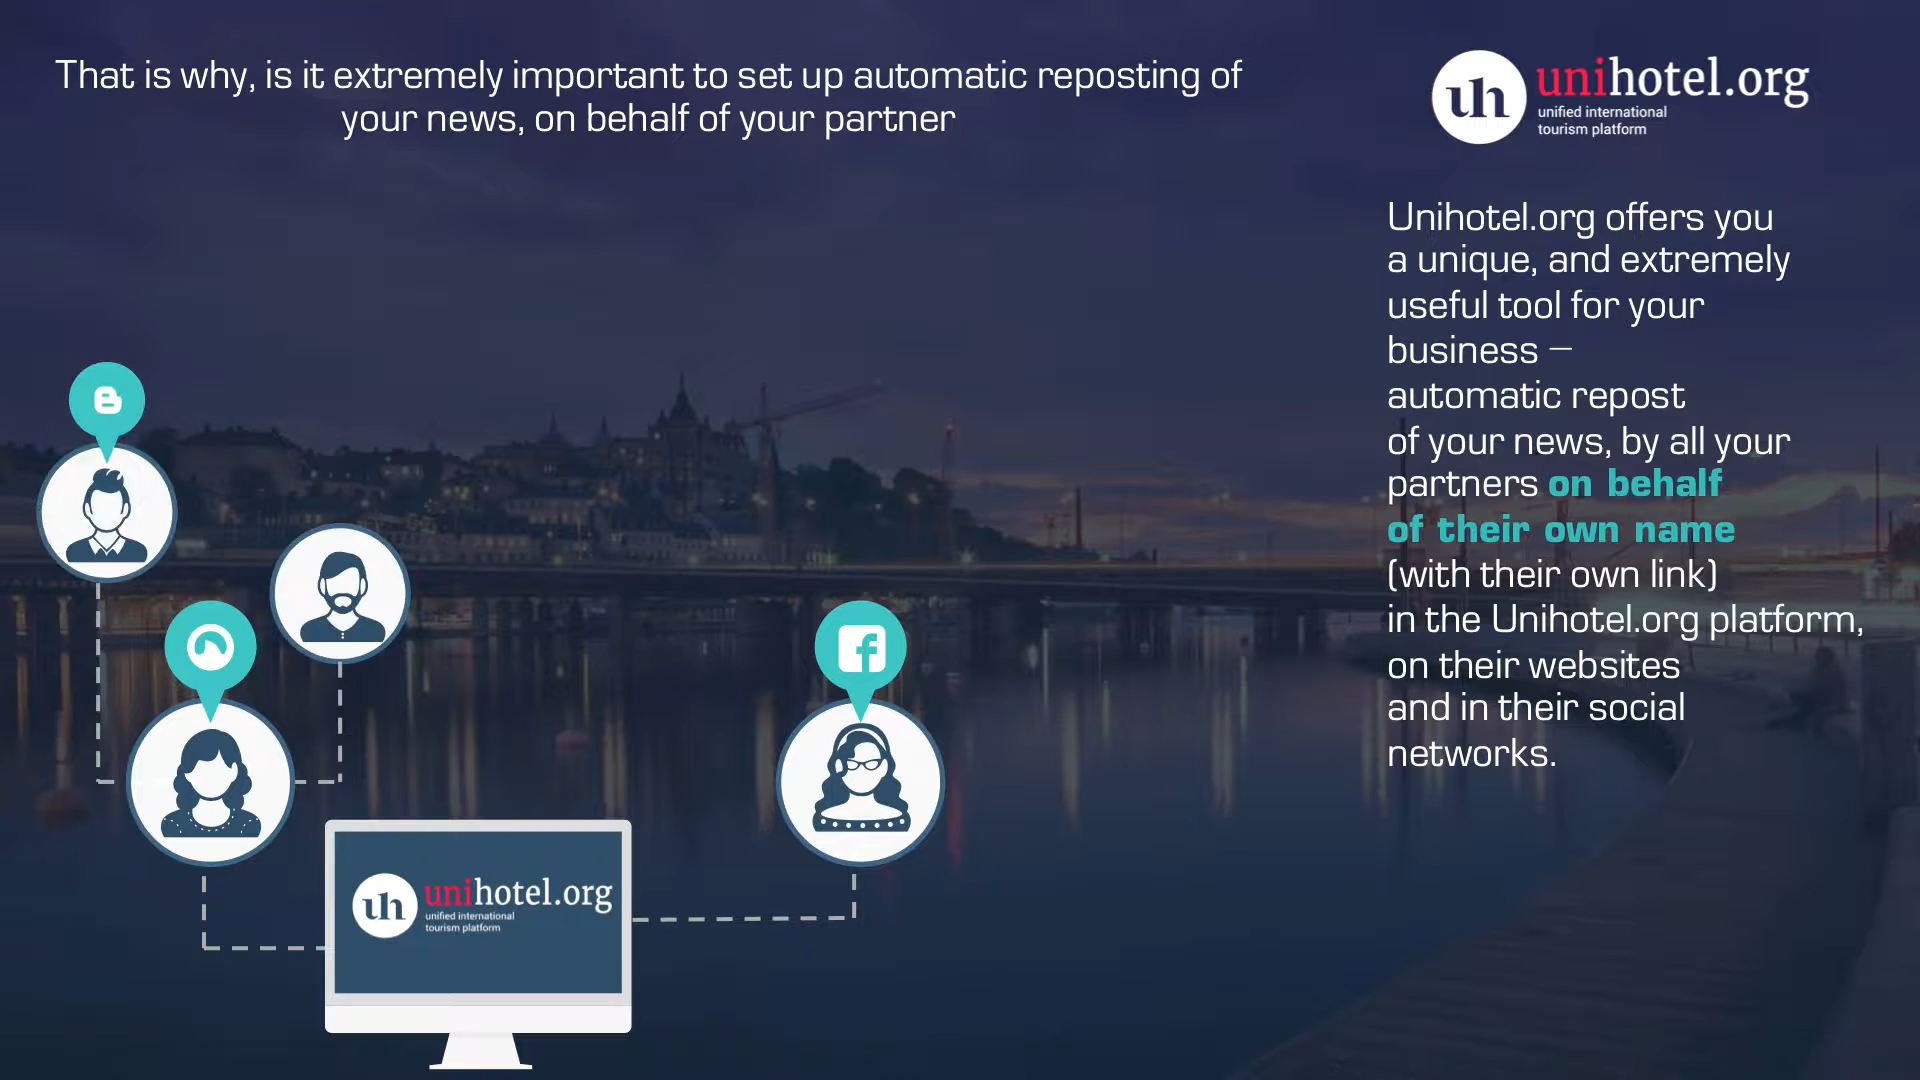 That is why, is it extremely important to set up automatic reposting of
your news, on behalf of your partner
uh
unihotel.org
unified international
tourism platform
Unihotel.org offers you
a unique, and extremely
useful tool for your
business –
automatic repost
of your news, by all your
partners on behalf
of their own name
(with their own link)
in the Unihotel.org platform,
on their websites
and in their social
networks.
uh
unihotel.org
unified international
tourism platform